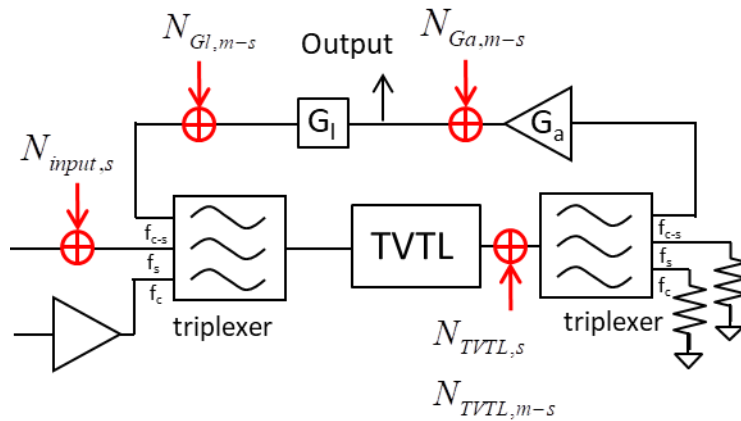 N_{Gl,m-s}
Output
N_{Ga,m-s}
G_l
G_a
N_{input,s}
f_{c-s}
f_s
f_c
triplexer
TVTL
f_{c-s}
f_s
f_c
triplexer
N_{TVTL,s}
N_{TVTL,m-s}